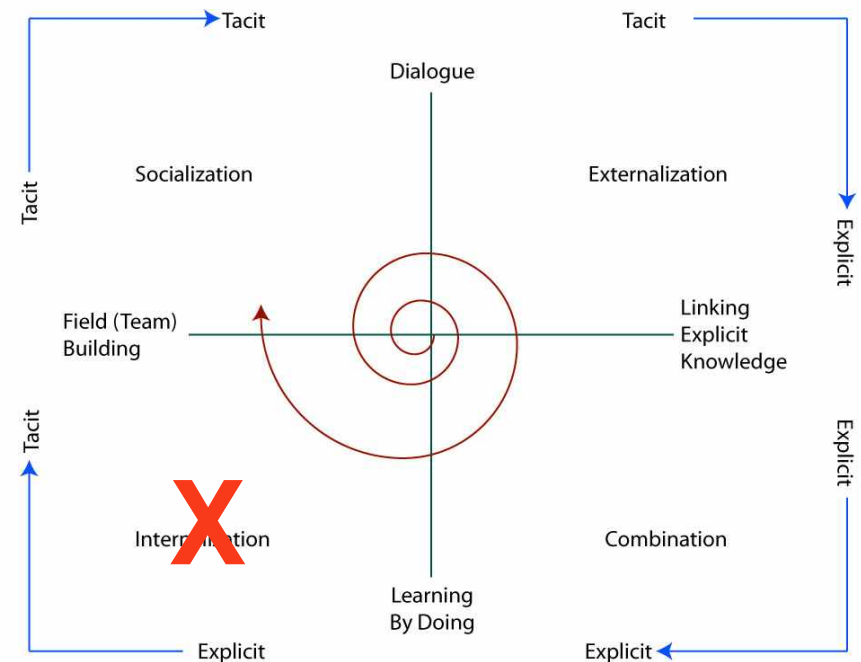 Tacit
Tacit
Dialogue
Socialization
Externalization
Tacit
Explicit
Field (Team)
Building
Linking
Explicit
Knowledge
Tacit
Explicit
X
Internalization
Combination
Learning
By Doing
Explicit
Explicit